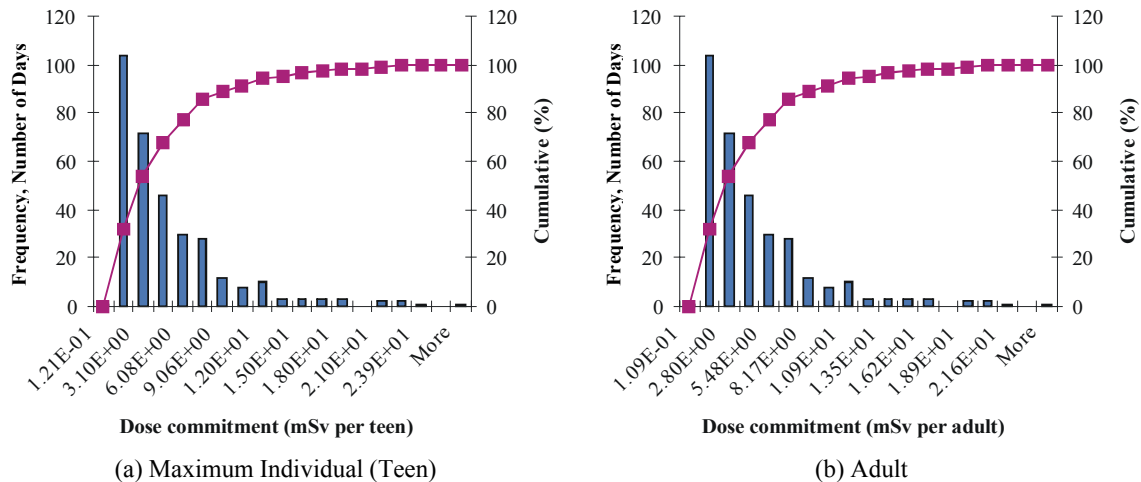 120
100
80
60
40
20
0
Frequency, Number of Days
120
100
80
60
40
20
0
Cumulative (%)
1.21E-01
3.10E+00
6.08E+00
9.06E+00
1.20E+01
1.50E+01
1.80E+01
2.10E+01
2.39E+01
More
Dose commitment (mSv per teen)
(a) Maximum Individual (Teen)
120
100
80
60
40
20
0
Frequency, Number of Days
120
100
80
60
40
20
0
Cumulative (%)
1.09E-01
2.80E+00
5.48E+00
8.17E+00
1.09E+01
1.35E+01
1.62E+01
1.89E+01
2.16E+01
More
Dose commitment (mSv per adult)
(b) Adult